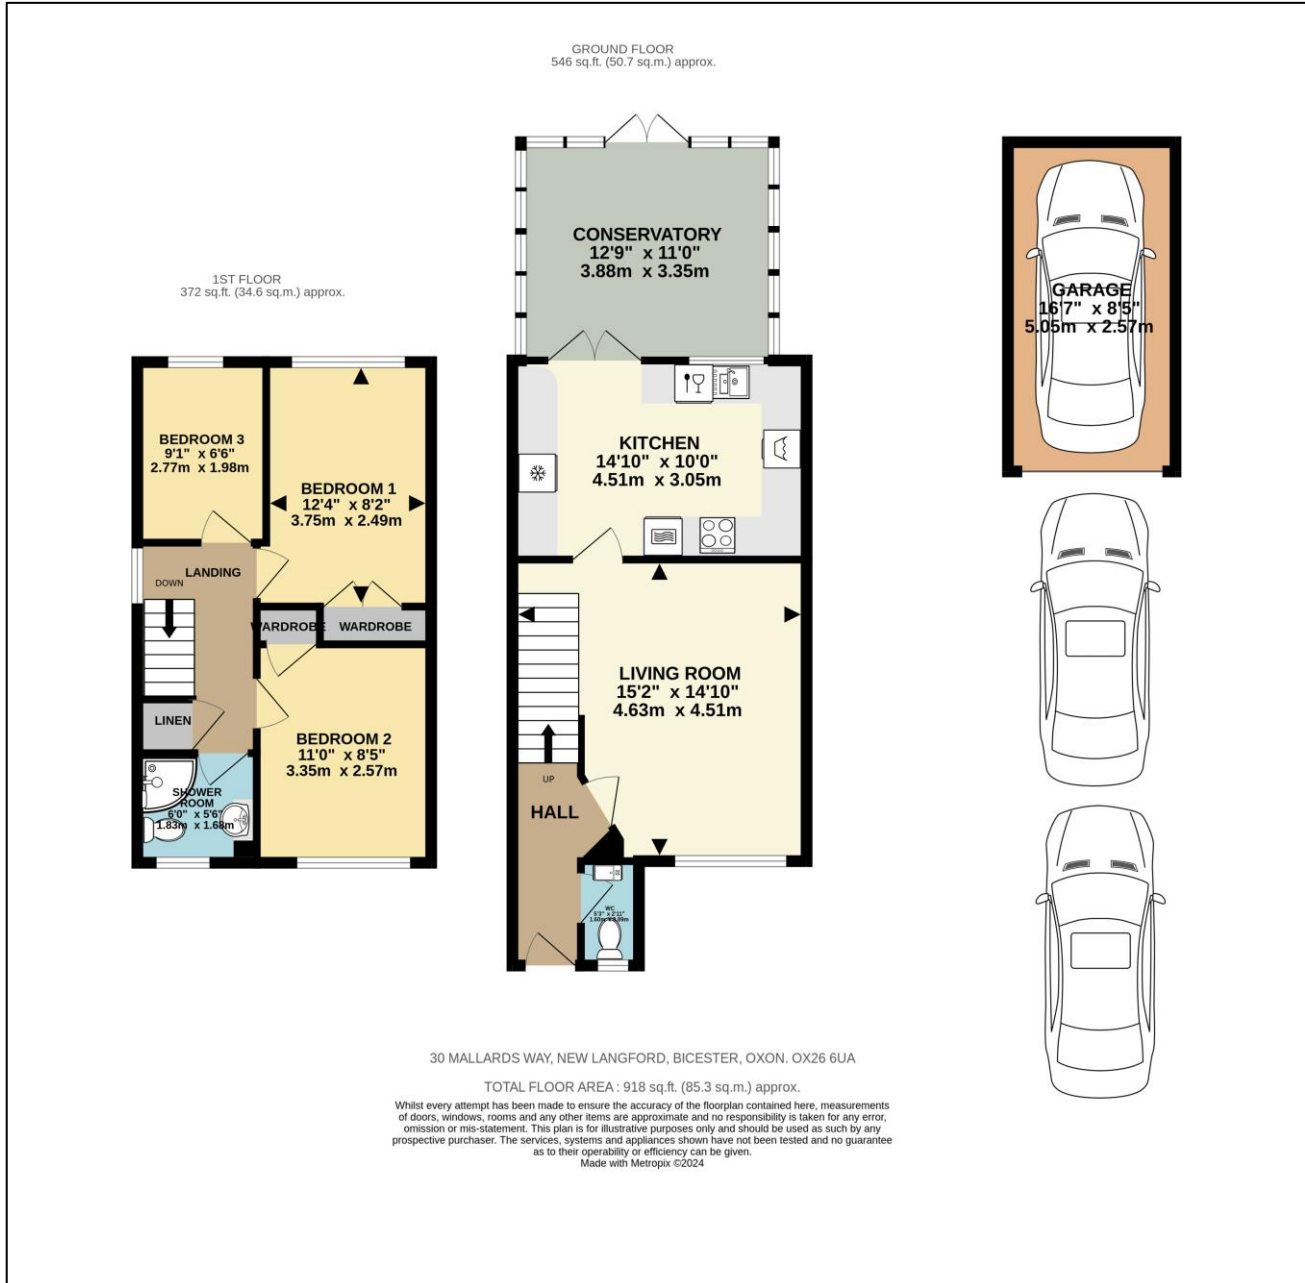 GROUND FLOOR
546 sq.ft. (50.7 sq.m.) approx.
CONSERVATORY
12'9" x 11'0"
3.88m x 3.35m
KITCHEN
14'10" x 10'0"
4.51m x 3.05m
LIVING ROOM
15'2" x 14'10"
4.63m x 4.51m
UP
HALL
WC
5'3" x 2'11"
1.60m x 0.89m
1ST FLOOR
372 sq.ft. (34.6 sq.m.) approx.
BEDROOM 3
9'1" x 6'6"
2.77m x 1.98m
BEDROOM 1
12'4" x 8'2"
3.75m x 2.49m
LANDING
DOWN
WARDROBE
WARDROBE
LINEN
BEDROOM 2
11'0" x 8'5"
3.35m x 2.57m
SHOWER
ROOM
6'0" x 5'6"
1.83m x 1.68m
GARAGE
16'7" x 8'5"
5.05m x 2.57m
30 MALLARDS WAY, NEW LANGFORD, BICESTER, OXON. OX26 6UA
TOTAL FLOOR AREA : 918 sq.ft. (85.3 sq.m.) approx.
Whilst every attempt has been made to ensure the accuracy of the floorplan contained here, measurements
of doors, windows, rooms and any other items are approximate and no responsibility is taken for any error,
omission or mis-statement. This plan is for illustrative purposes only and should be used as such by any
prospective purchaser. The services, systems and appliances shown have not been tested and no guarantee
as to their operability or efficiency can be given.
Made with Metropix ©2024